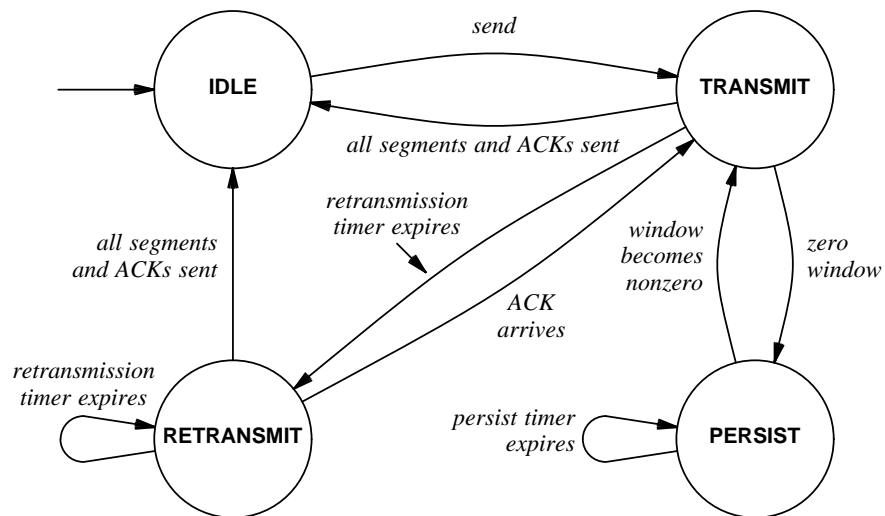 send
IDLE
TRANSMIT
all segments and ACKs sent
retransmission
timer expires
all segments
and ACKs sent
window
becomes
nonzero
zero
window
ACK
arrives
retransmission
timer expires
RETRANSMIT
persist timer
expires
PERSIST